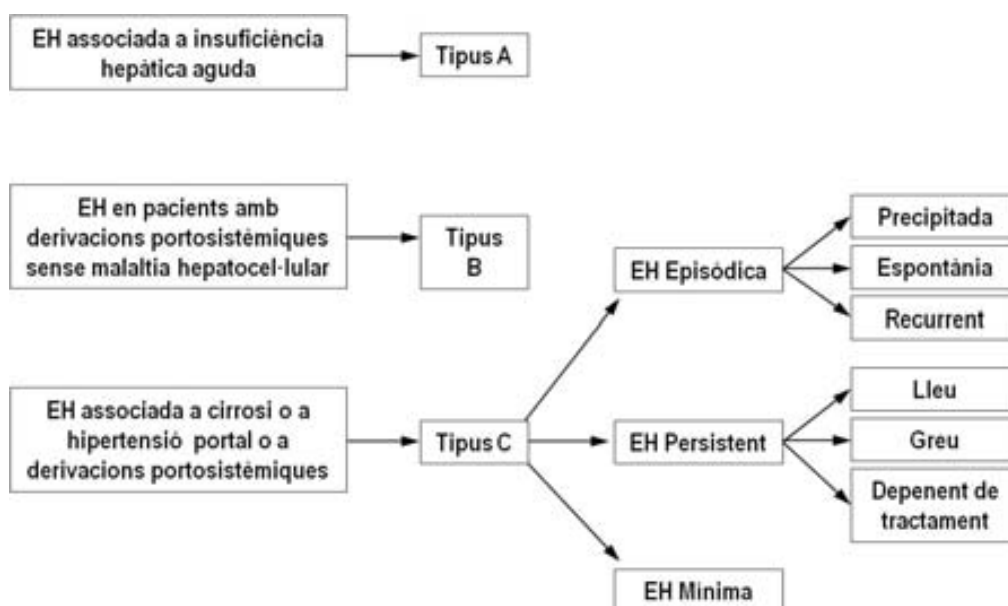 EH associada a insuficiència
hepàtica aguda
Tipus A
EH en pacients amb
derivacions portosistèmiques
sense malaltia hepatocel·lular
Tipus
B
EH associada a cirrosi o a
hipertensió portal o a
derivacions portosistèmiques
Tipus C
EH Episòdica
Precipitada
Espontània
Recurrent
EH Persistent
Lleu
Greu
Depenent de
tractament
EH Mínima